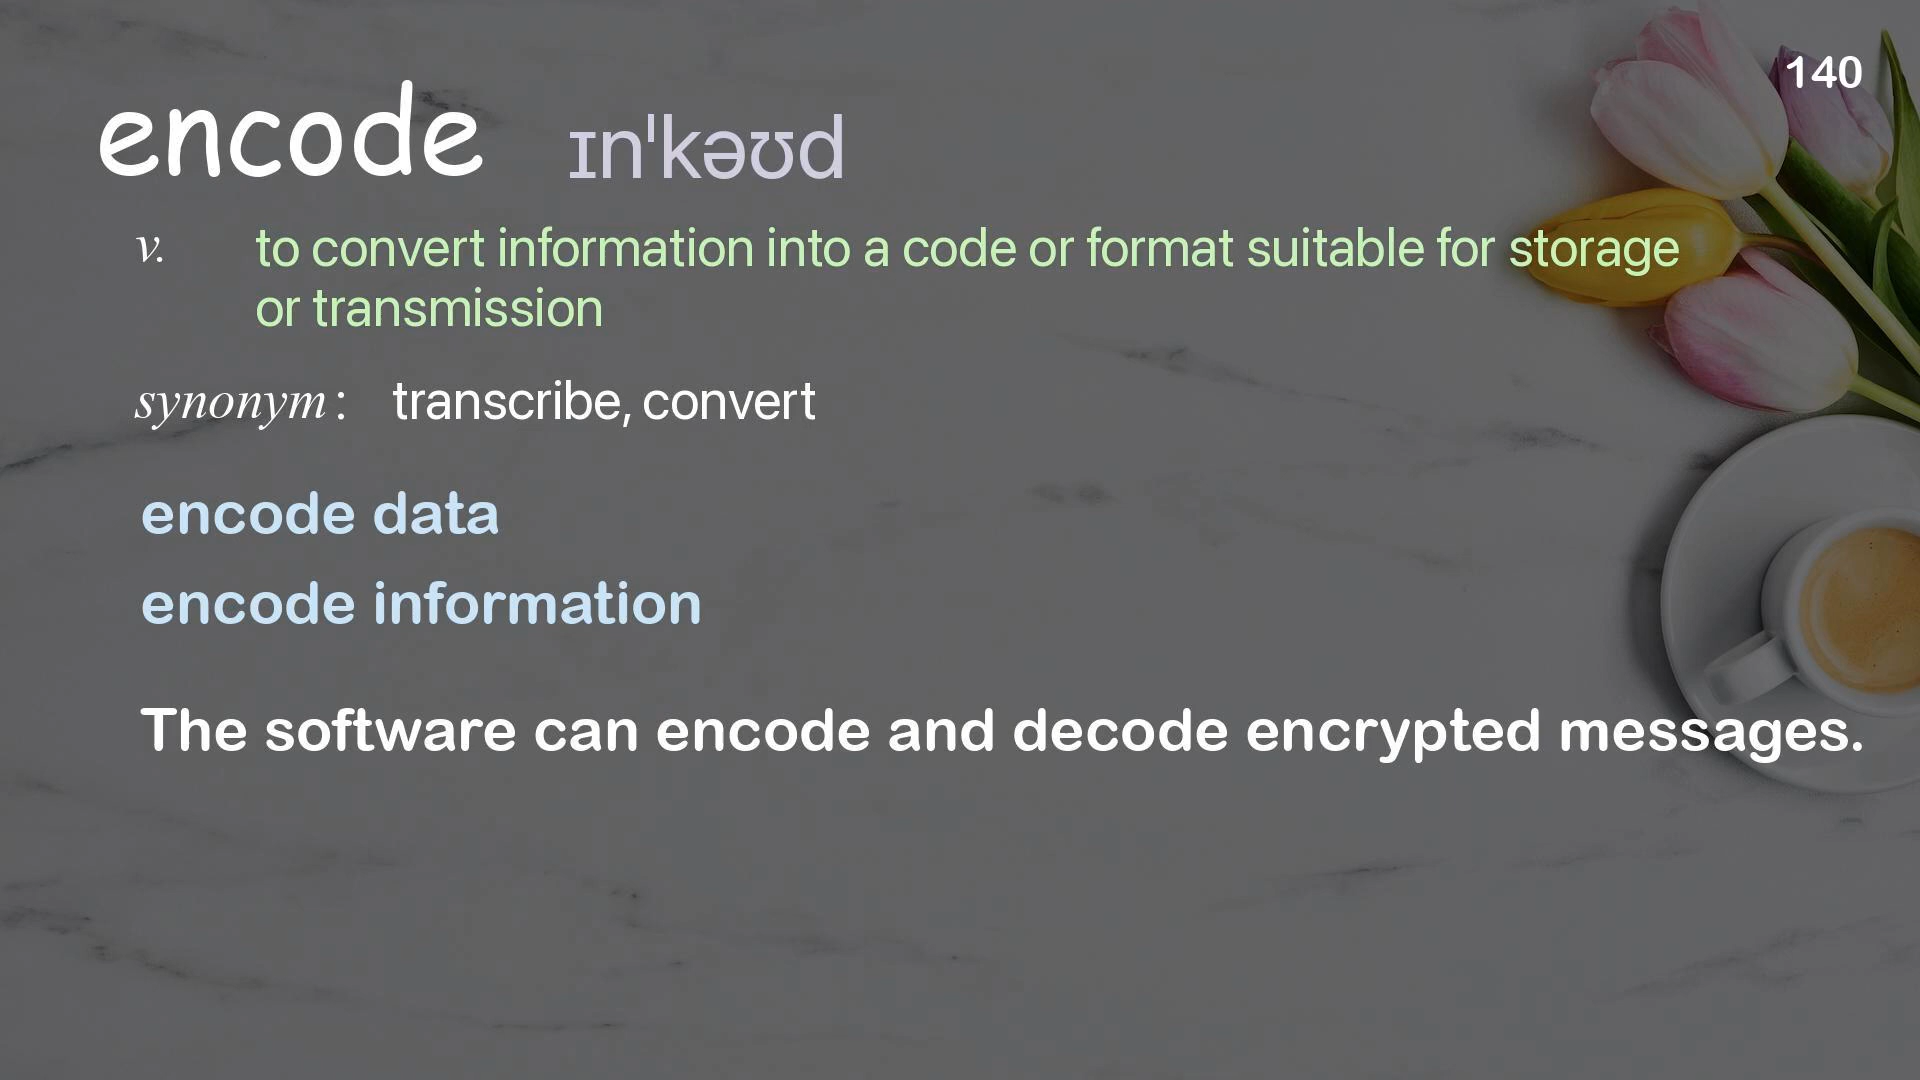 140
encode ɪnˈkəʊd
v. to convert information into a code or format suitable for storage
or transmission
synonym : transcribe, convert
encode data
encode information
The software can encode and decode encrypted messages.